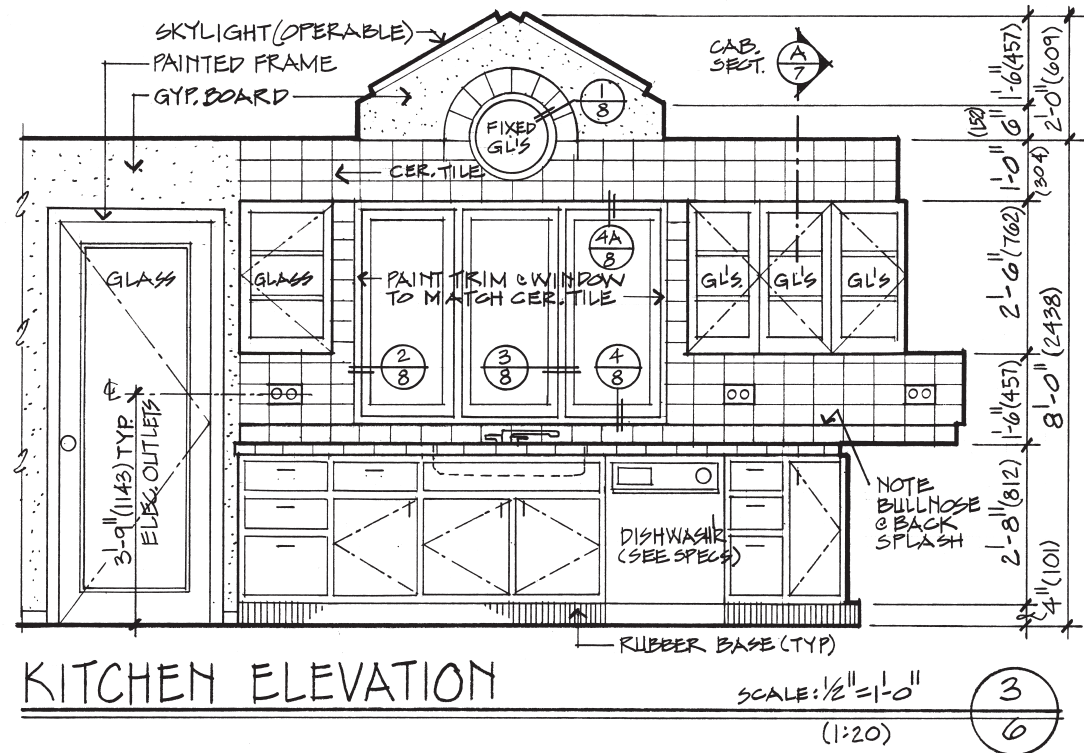 SKYLIGHT (OPERABLE)
PAINTED FRAME
GYP. BOARD
CAB.
SECT.
A
7
1
8
FIXED
GL'S
CER. TILE
1'-6" (457)
2'-0" (609)
6" (152)
1'-0" (304)
4A
8
GLASS
GLASS
GL'S.
GL'S
GL'S
PAINT TRIM & WINDOW
TO MATCH CER. TILE
2'-6" (762)
8'-0" (2438)
2
8
3
8
4
8
℄
3'-9" (1143) TYP.
ELEC. OUTLETS
1'-6" (457)
NOTE
BULLNOSE
@ BACK
SPLASH
DISHWASHR
(SEE SPECS)
2'-8" (812)
4" (101)
RUBBER BASE (TYP)
KITCHEN ELEVATION
SCALE: 1/2" = 1'-0"
(1:20)
3
6